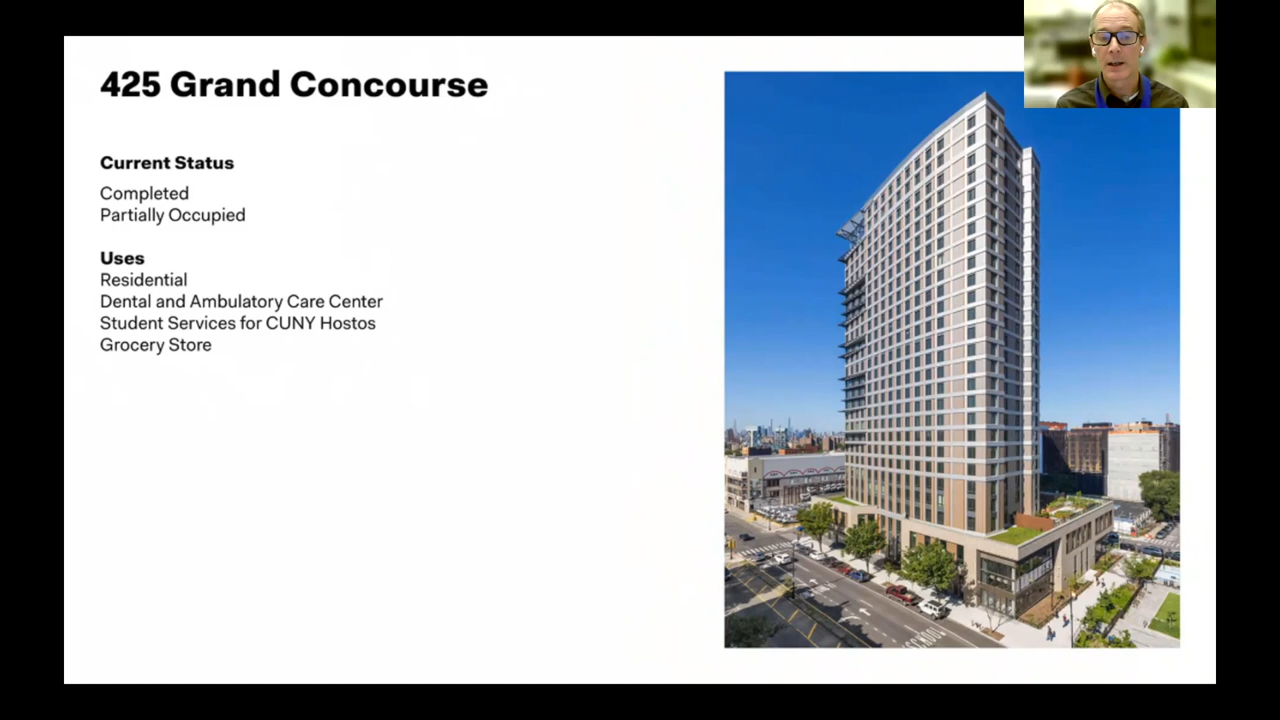 425 Grand Concourse
Current Status
Completed
Partially Occupied
Uses
Residential
Dental and Ambulatory Care Center
Student Services for CUNY Hostos
Grocery Store
SCHOOL